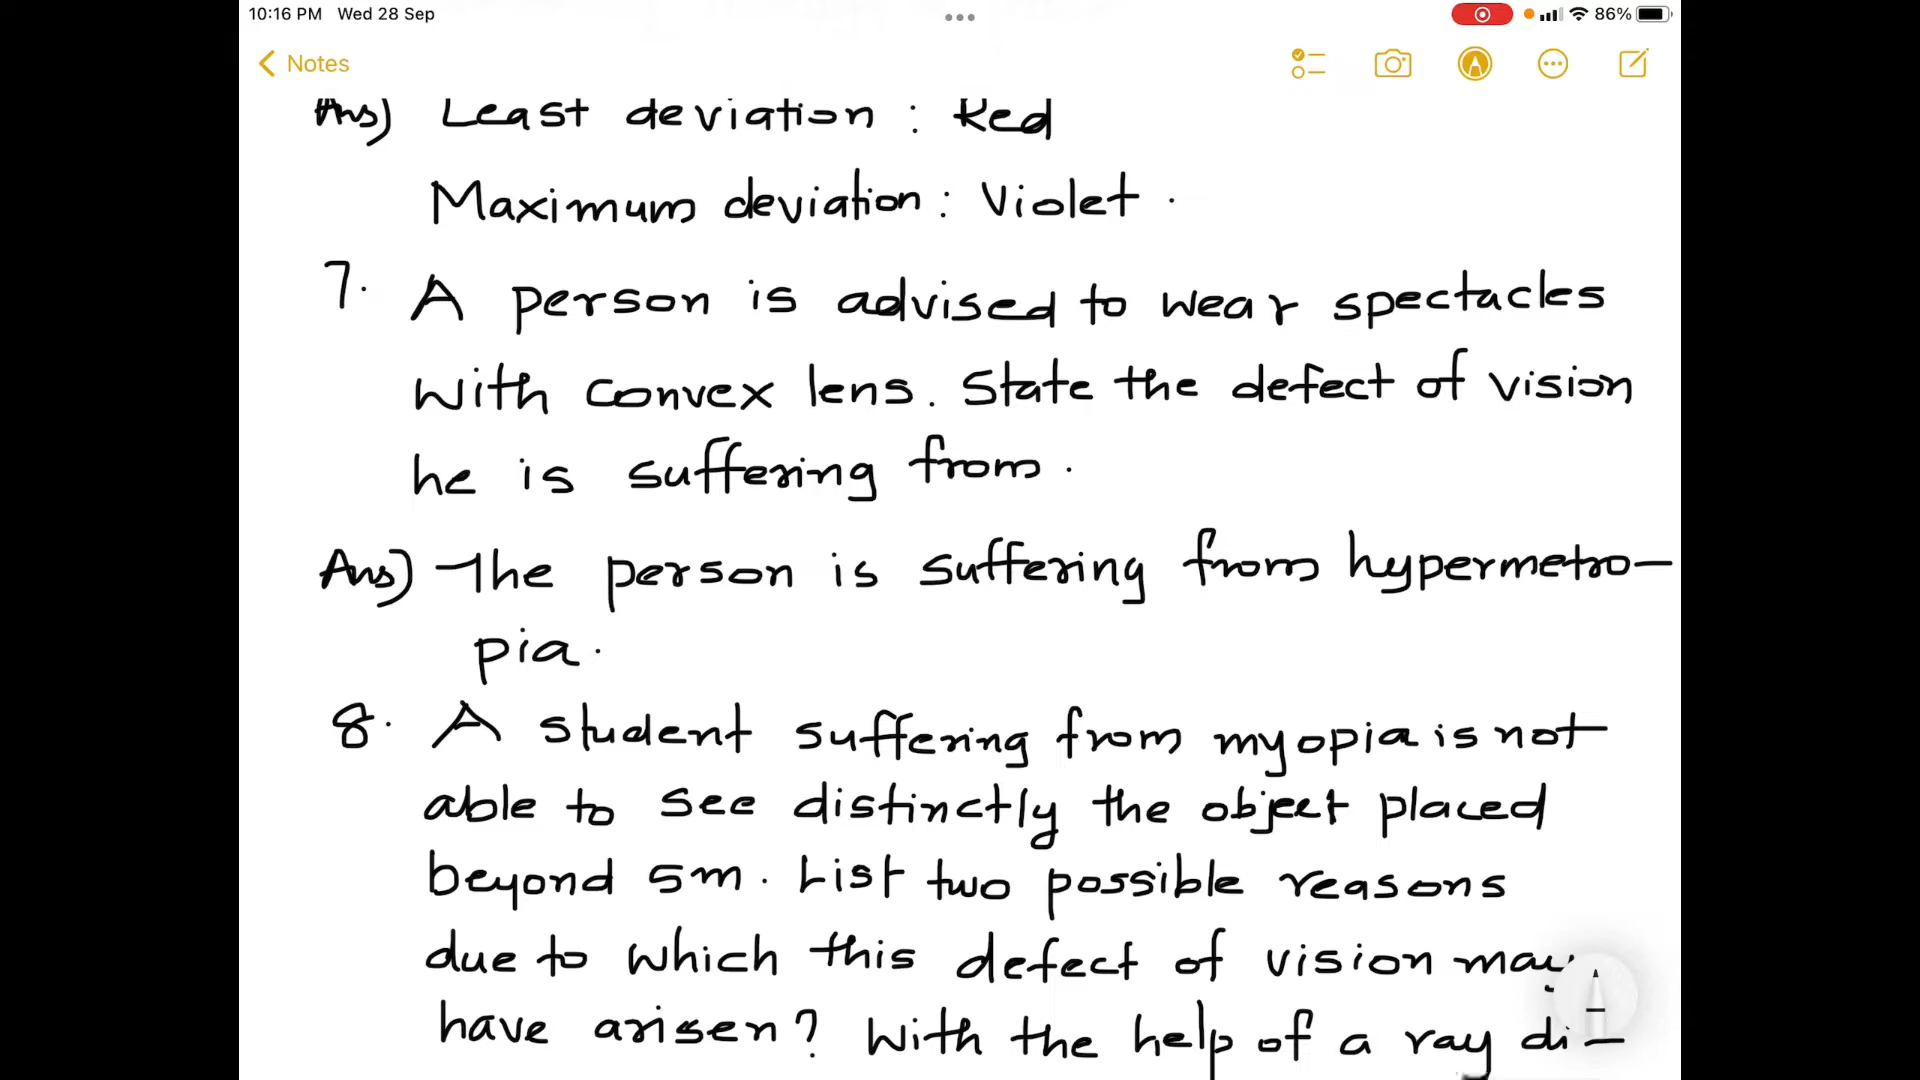 10:16 PM Wed 28 Sep
86%
Notes
Ans) Least deviation : Red
Maximum deviation : Violet .
7. A person is advised to wear spectacles
with convex lens. State the defect of vision
he is suffering from .
Ans) The person is suffering from hypermetro-
pia.
8. A student suffering from myopia is not
able to see distinctly the object placed
beyond 5m. List two possible reasons
due to which this defect of vision may
have arisen? With the help of a ray di-